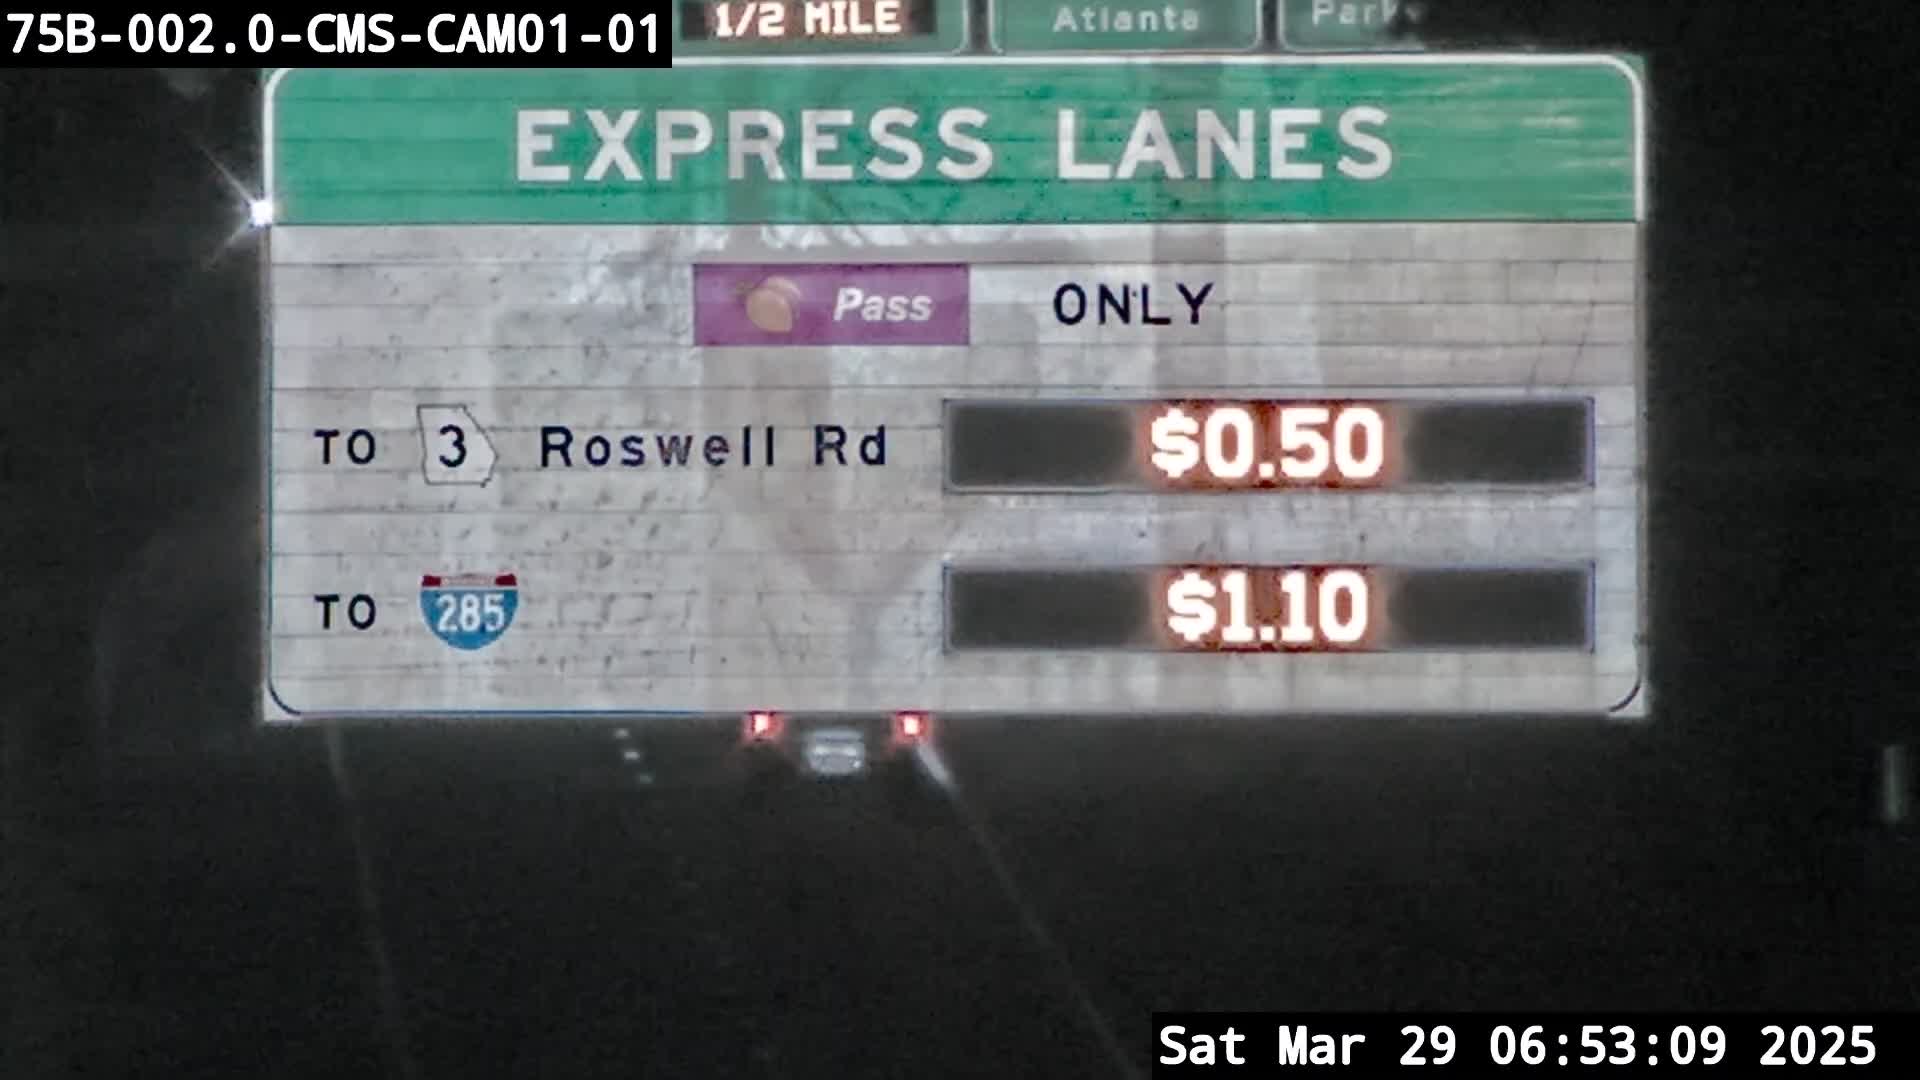 75B-002.0-CMS-CAM01-01
1/2 MILE
Atlanta
EXPRESS LANES
Pass ONLY
TO 3 Roswell Rd $0.50
TO 285 $1.10
Sat Mar 29 06:53:09 2025